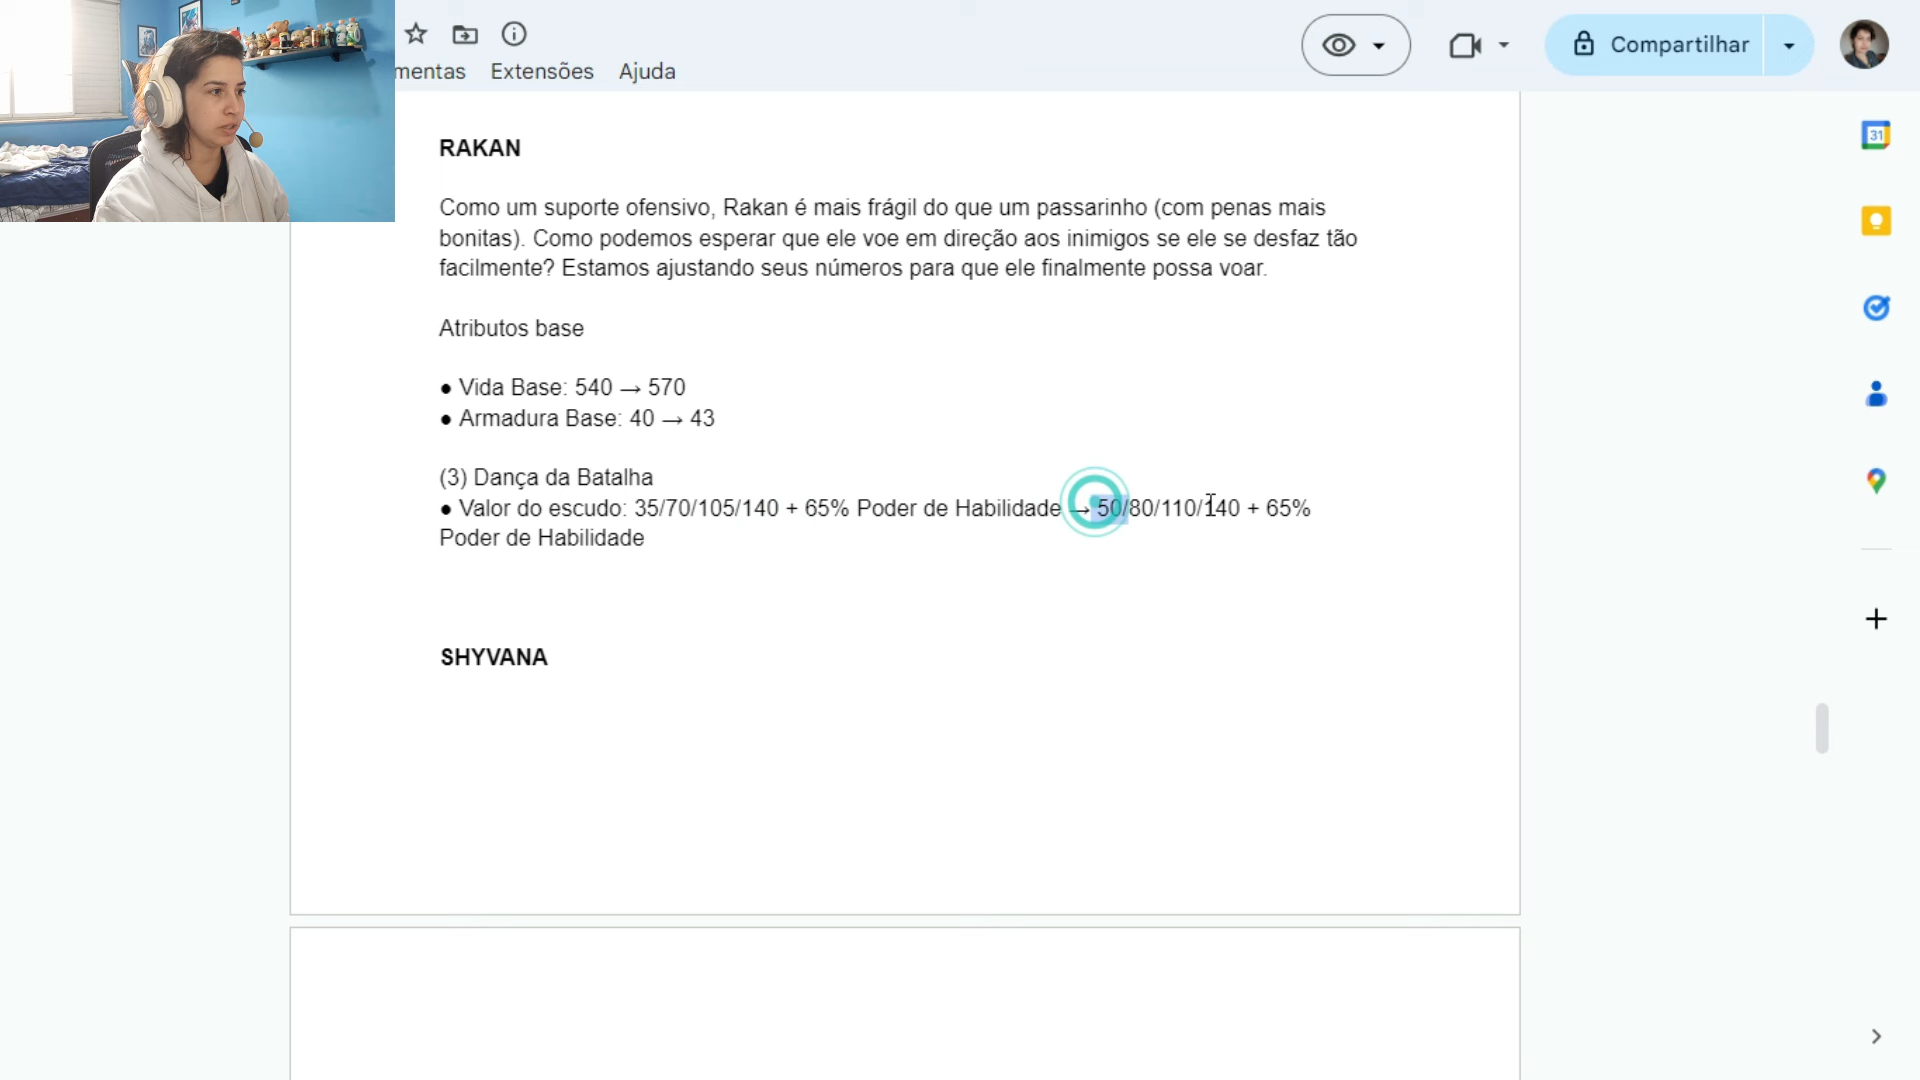 mentas Extensões Ajuda
Compartilhar
31
RAKAN
Como um suporte ofensivo, Rakan é mais frágil do que um passarinho (com penas mais
bonitas). Como podemos esperar que ele voe em direção aos inimigos se ele se desfaz tão
facilmente? Estamos ajustando seus números para que ele finalmente possa voar.
Atributos base
● Vida Base: 540 → 570
● Armadura Base: 40 → 43
(3) Dança da Batalha
● Valor do escudo: 35/70/105/140 + 65% Poder de Habilidade → 50/80/110/140 + 65%
Poder de Habilidade
SHYVANA